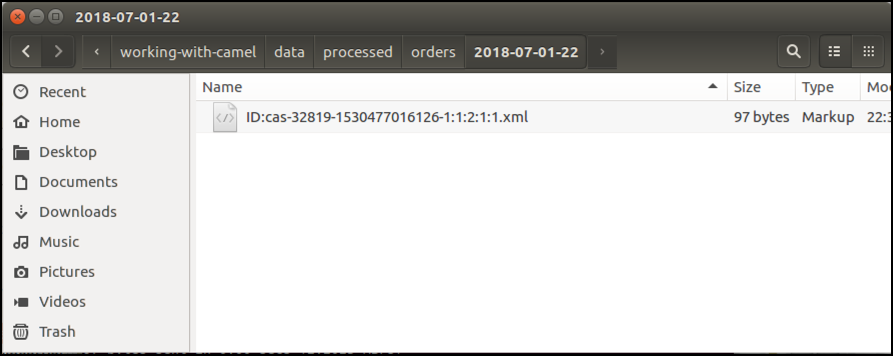 2018-07-01-22
working-with-camel data processed orders 2018-07-01-22
Name Size Type Mo
ID:cas-32819-1530477016126-1:1:2:1:1.xml 97 bytes Markup 22:3
Recent
Home
Desktop
Documents
Downloads
Music
Pictures
Videos
Trash